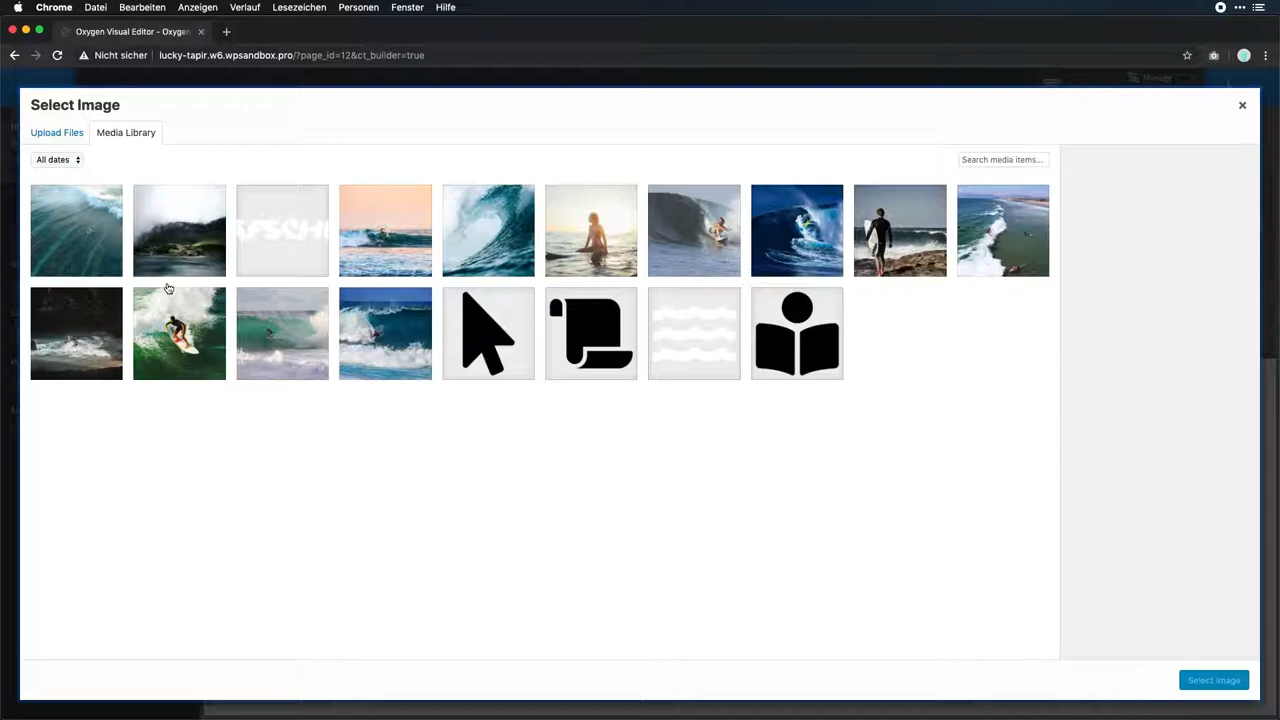 Chrome Datei Bearbeiten Anzeigen Verlauf Lesezeichen Personen Fenster Hilfe
Oxygen Visual Editor - Oxygen
Nicht sicher lucky-tapir.w6.wpsandbox.pro/?page_id=12&ct_builder=true
Manage
Select Image
Upload Files Media Library
All dates
Search media items...
Select Image